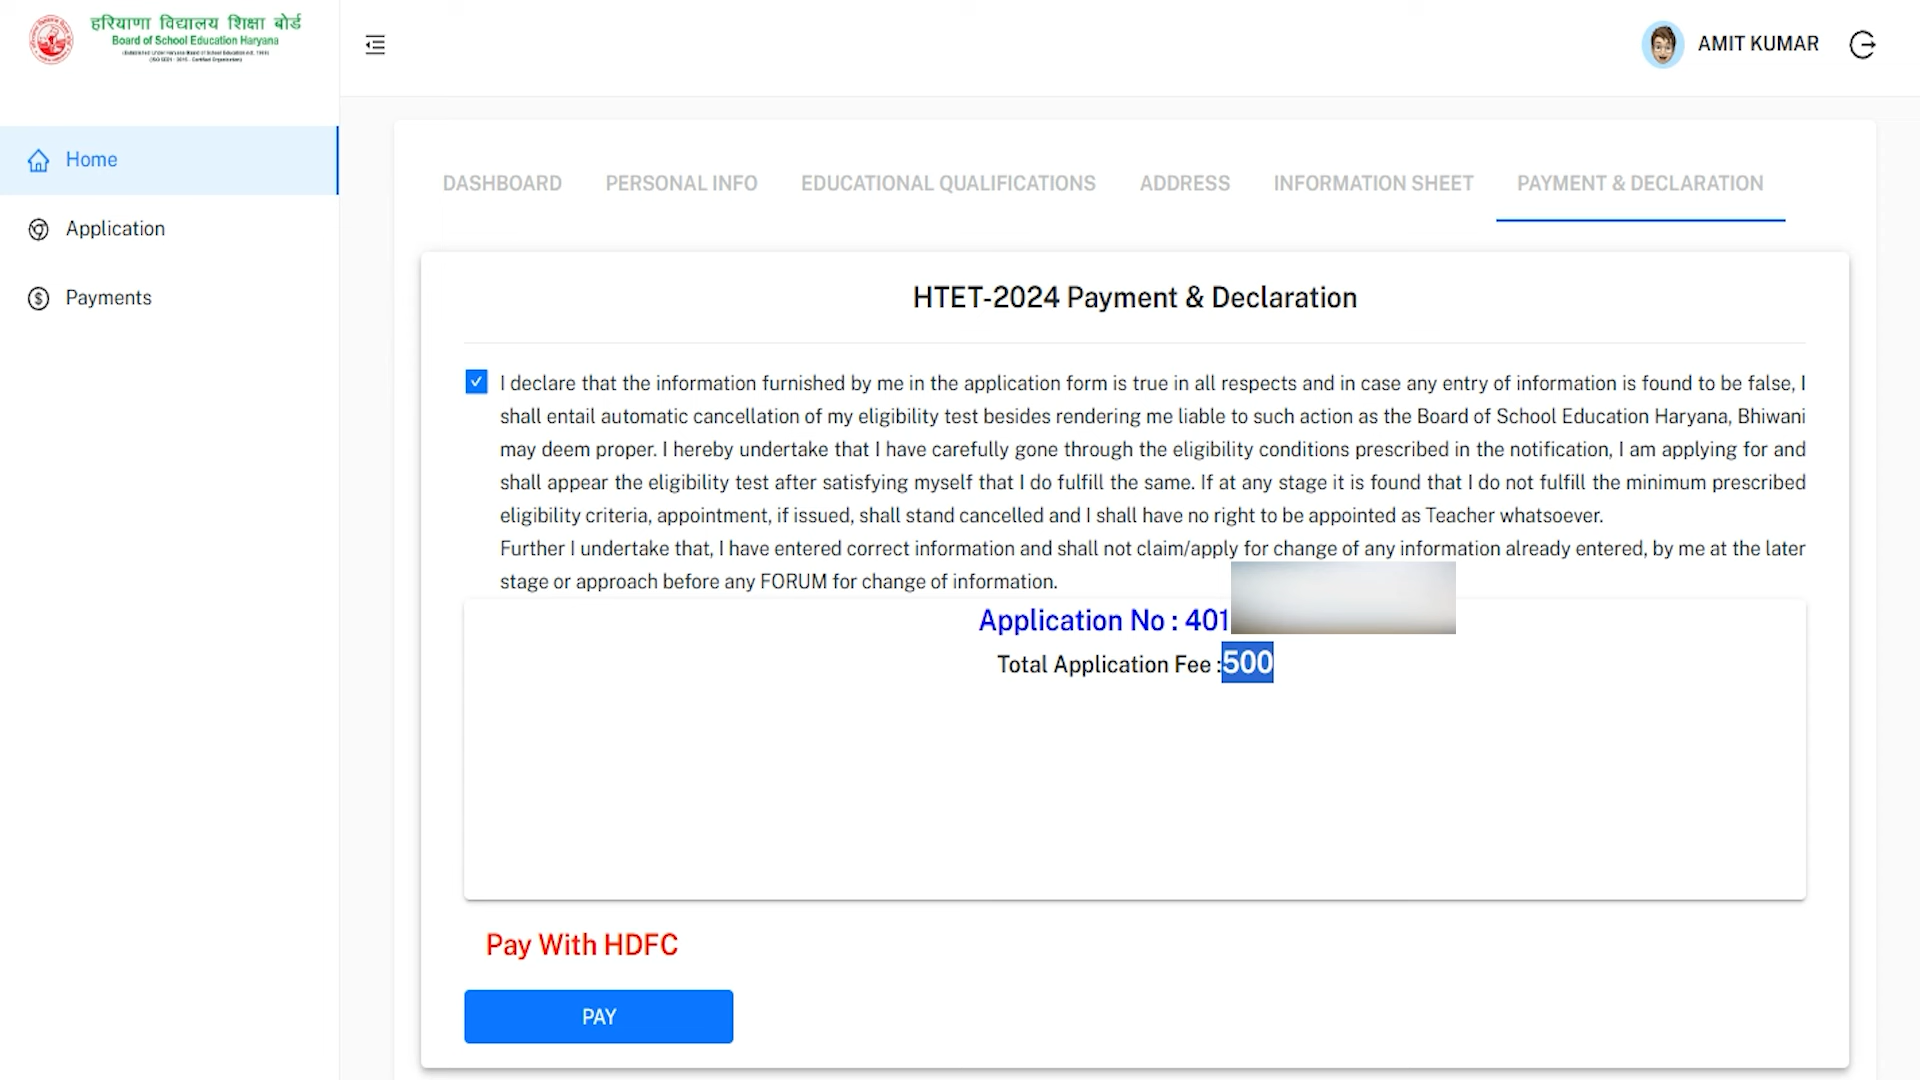 हरियाणा विद्यालय शिक्षा बोर्ड
Board of School Education Haryana
AMIT KUMAR
Home
Application
Payments
DASHBOARD PERSONAL INFO EDUCATIONAL QUALIFICATIONS ADDRESS INFORMATION SHEET PAYMENT & DECLARATION
HTET-2024 Payment & Declaration
I declare that the information furnished by me in the application form is true in all respects and in case any entry of information is found to be false, I
shall entail automatic cancellation of my eligibility test besides rendering me liable to such action as the Board of School Education Haryana, Bhiwani
may deem proper. I hereby undertake that I have carefully gone through the eligibility conditions prescribed in the notification, I am applying for and
shall appear the eligibility test after satisfying myself that I do fulfill the same. If at any stage it is found that I do not fulfill the minimum prescribed
eligibility criteria, appointment, if issued, shall stand cancelled and I shall have no right to be appointed as Teacher whatsoever.
Further I undertake that, I have entered correct information and shall not claim/apply for change of any information already entered, by me at the later
stage or approach before any FORUM for change of information.
Application No : 401
Total Application Fee :500
Pay With HDFC
PAY